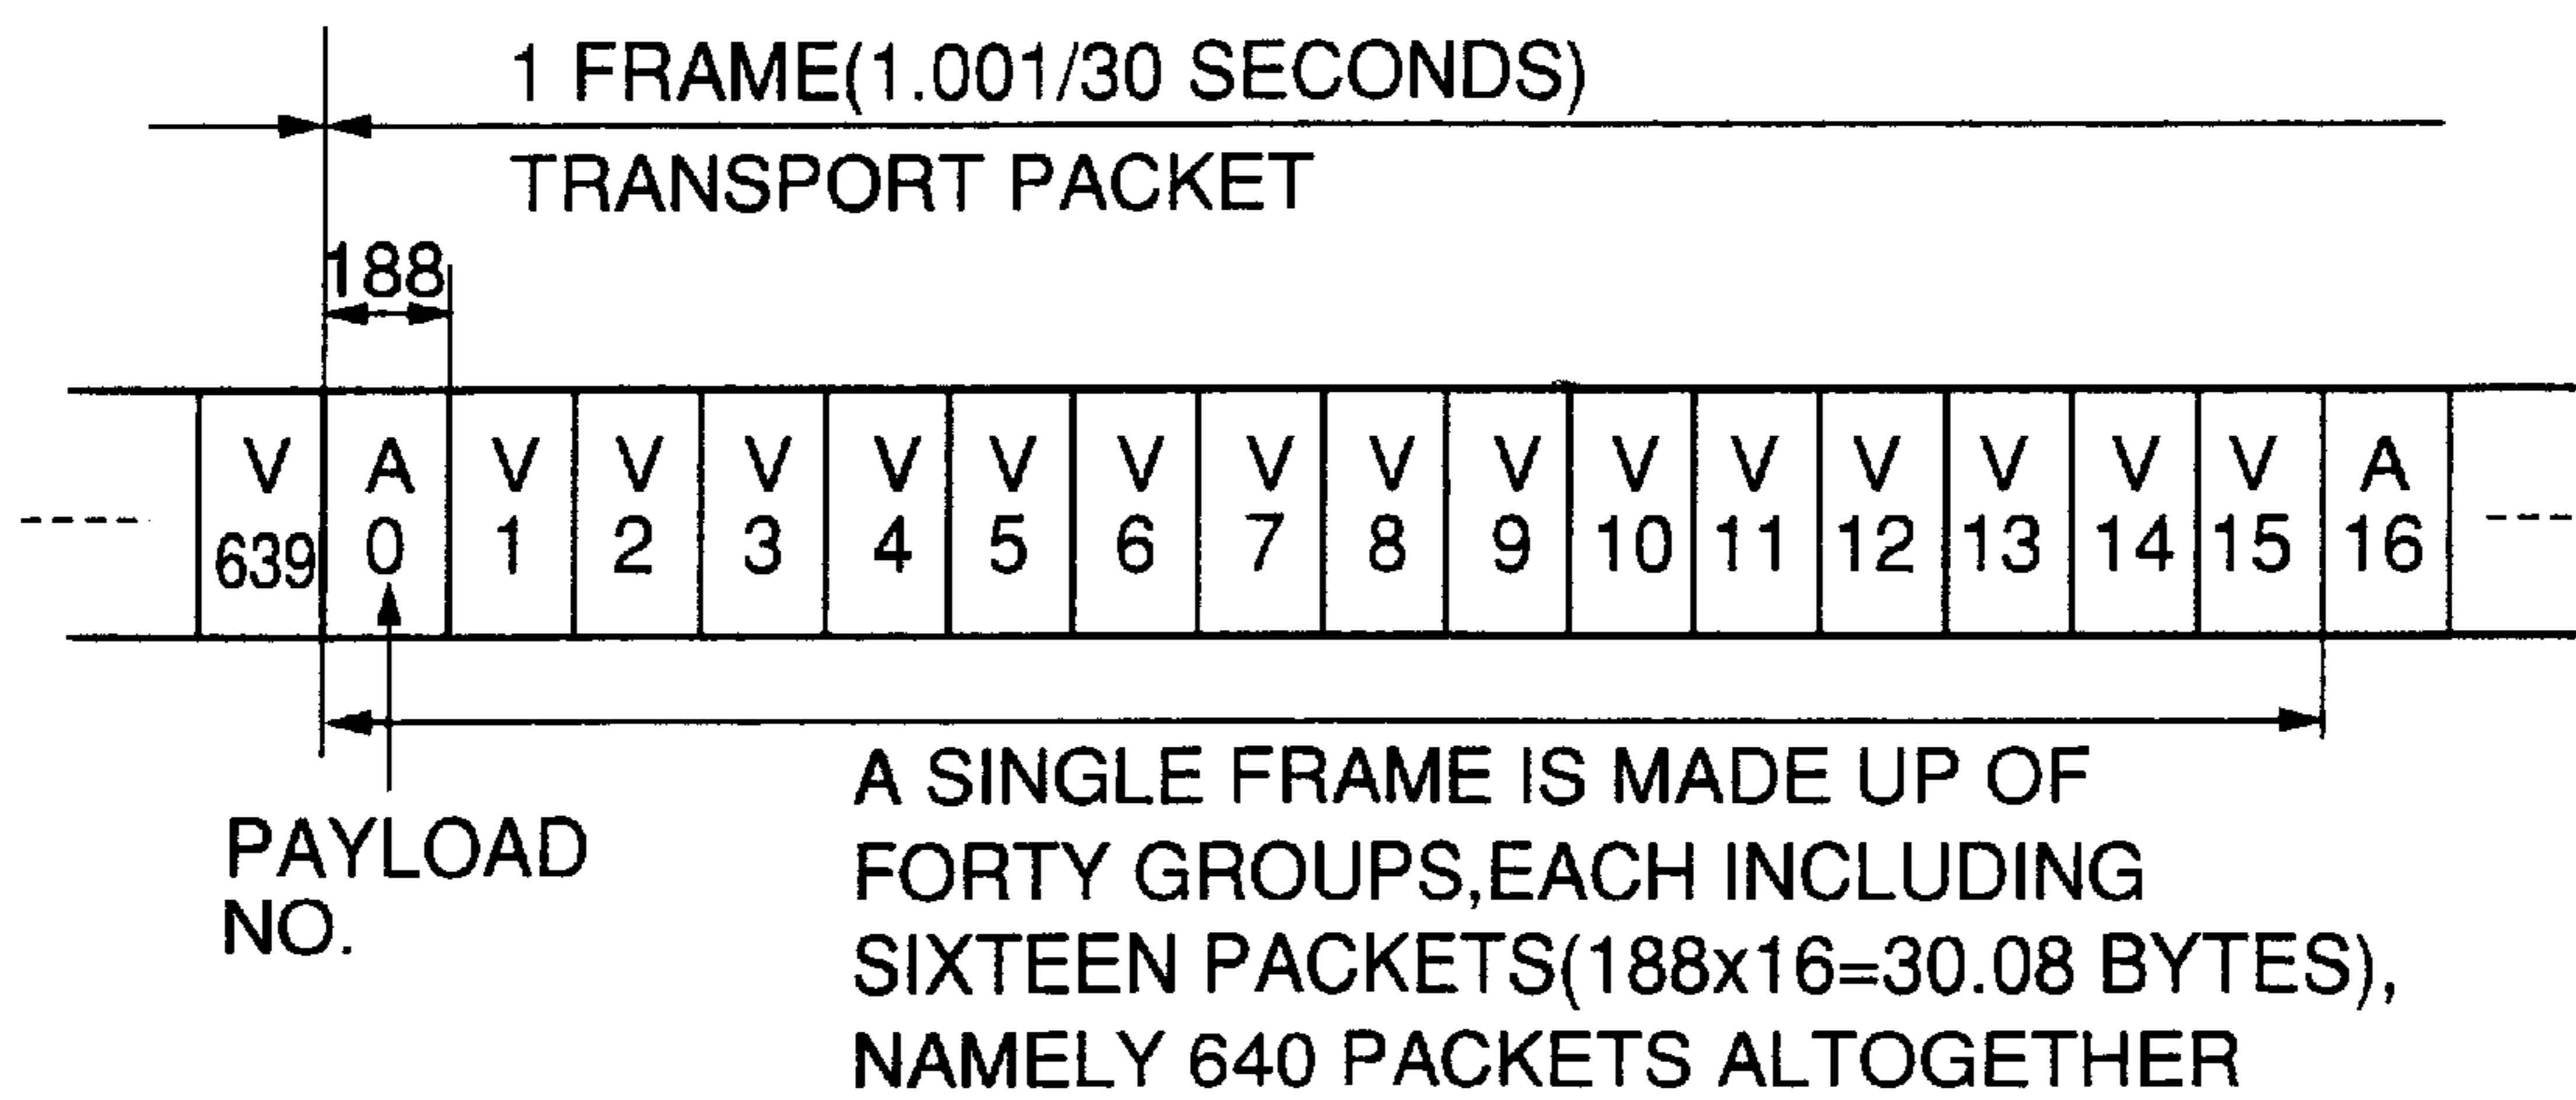 1 FRAME(1.001/30 SECONDS)
TRANSPORT PACKET
188
V A V V V V V V V V V V V V V V V A
639 0 1 2 3 4 5 6 7 8 9 10 11 12 13 14 15 16
PAYLOAD
NO.
A SINGLE FRAME IS MADE UP OF
FORTY GROUPS,EACH INCLUDING
SIXTEEN PACKETS(188x16=30.08 BYTES),
NAMELY 640 PACKETS ALTOGETHER